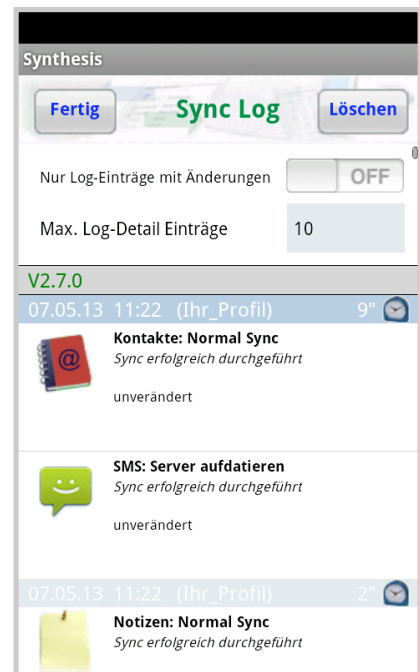 Synthesis
Fertig
Sync Log
Löschen
Nur Log-Einträge mit Änderungen
OFF
Max. Log-Detail Einträge
10
V2.7.0
07.05.13 11:22 (Ihr_Profil) 9"
Kontakte: Normal Sync
Sync erfolgreich durchgeführt
unverändert
SMS: Server aufdatieren
Sync erfolgreich durchgeführt
unverändert
07.05.13 11:22 (Ihr_Profil) 2"
Notizen: Normal Sync
Sync erfolgreich durchgeführt